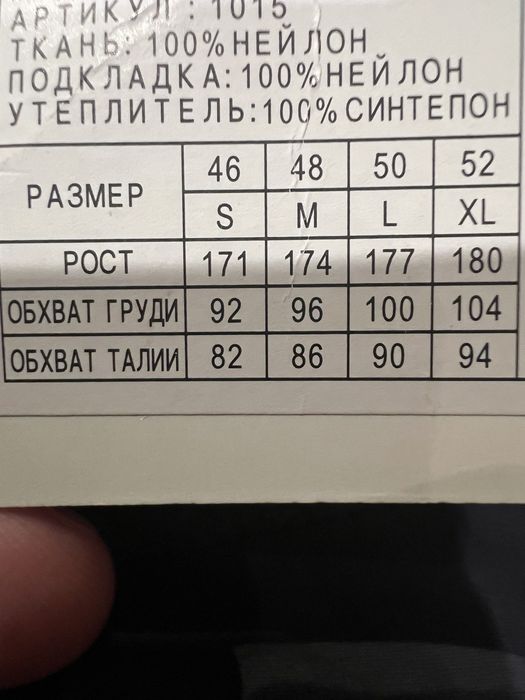 АРТИКУЛ: 1015
ТКАНЬ: 100% НЕЙЛОН
ПОДКЛАДКА: 100% НЕЙЛОН
УТЕПЛИТЕЛЬ: 100% СИНТЕПОН
РАЗМЕР 46 48 50 52
S M L XL
РОСТ 171 174 177 180
ОБХВАТ ГРУДИ 92 96 100 104
ОБХВАТ ТАЛИИ 82 86 90 94